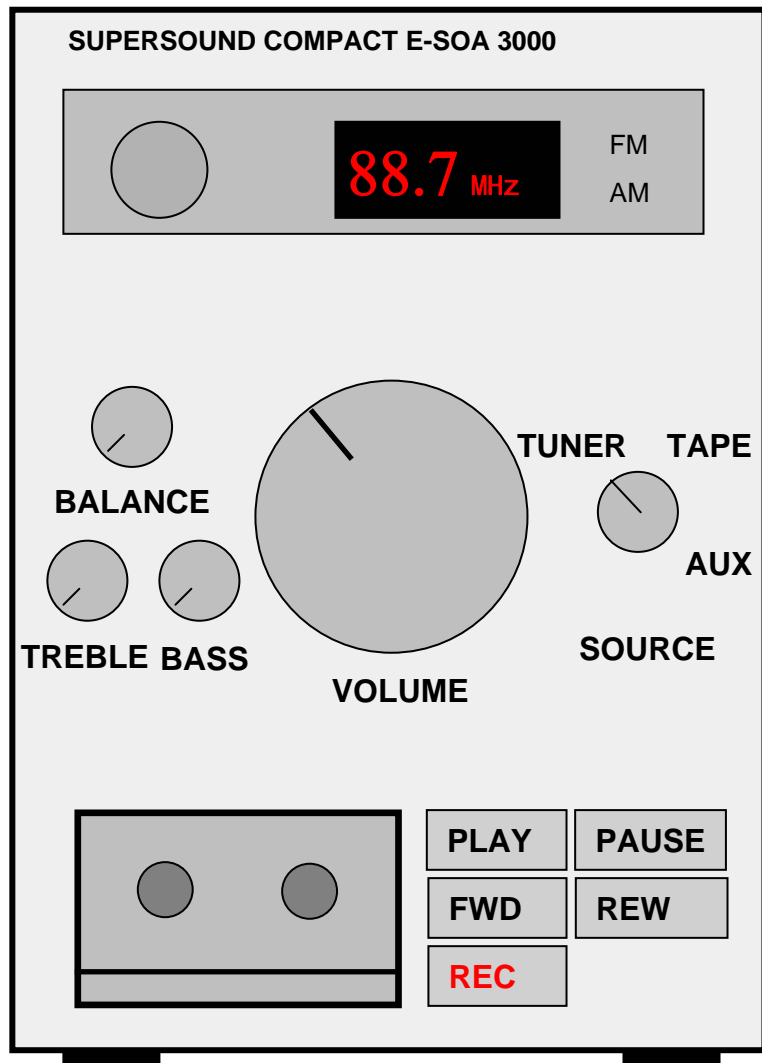 SUPERSOUND COMPACT E-SOA 3000
88.7 MHz
FM
AM
TUNER TAPE
BALANCE
AUX
TREBLE BASS
SOURCE
VOLUME
PLAY PAUSE
FWD REW
REC